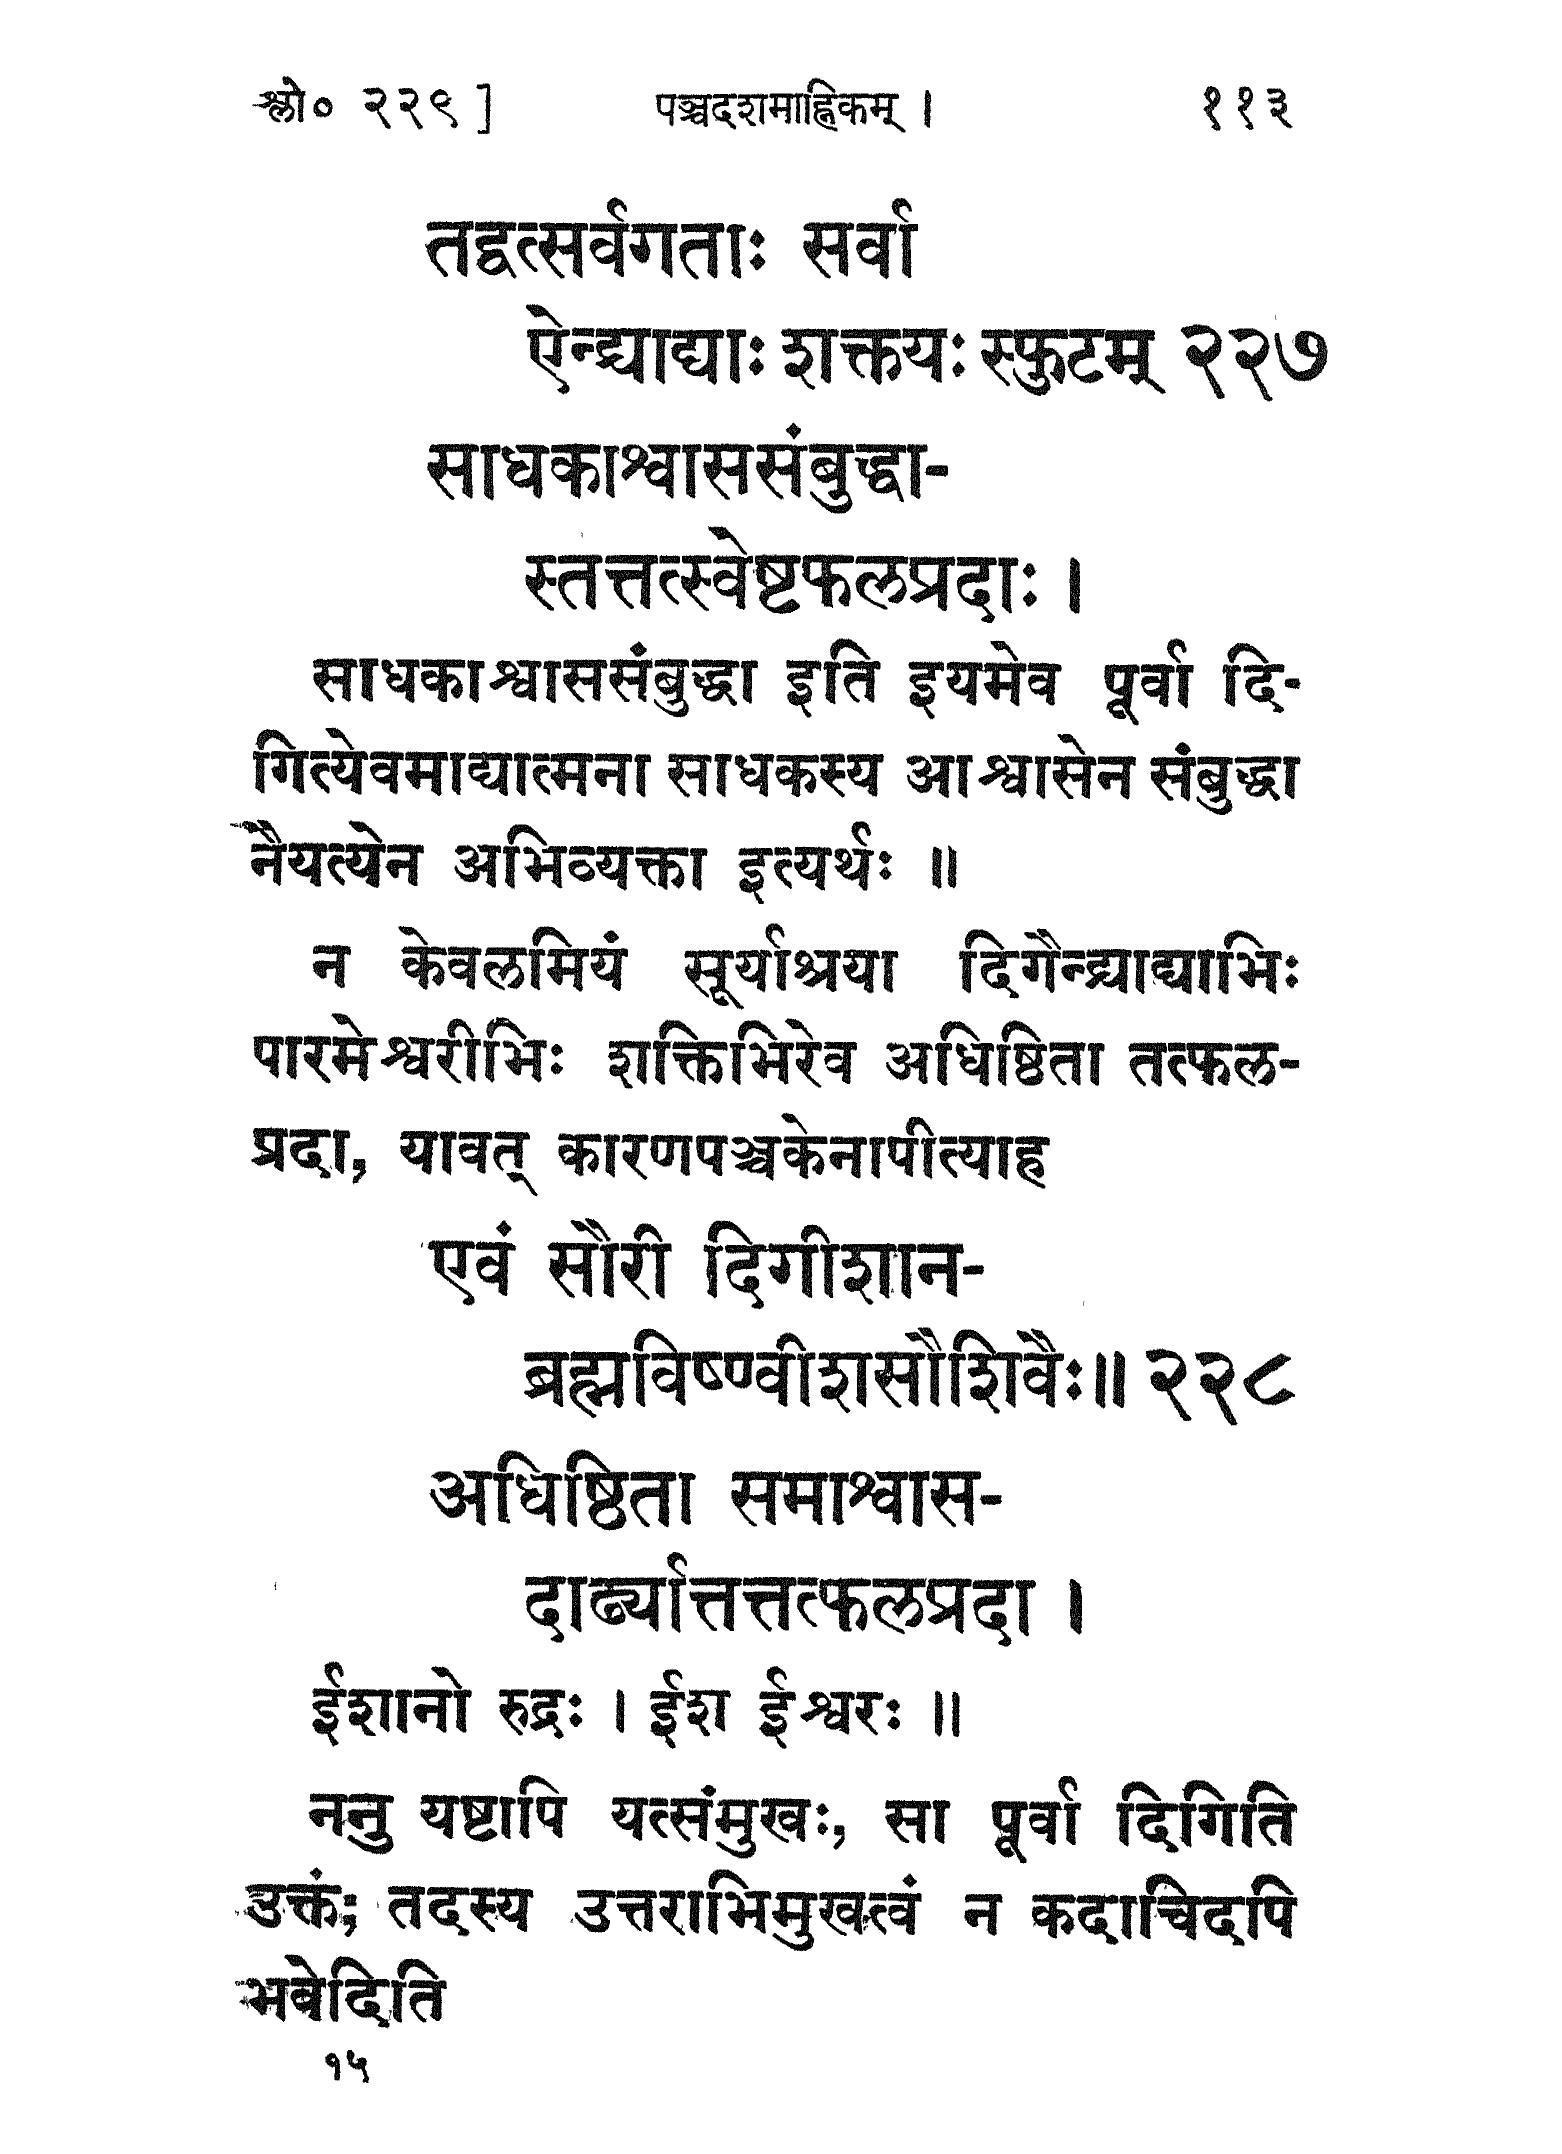 श्लो० २२९] पञ्चदशमाह्निकम् । ११३
तद्वत्सर्वगताः सर्वा
ऐन्द्र्याद्याः शक्तयः स्फुटम् २२७
साधकाश्वाससंबुद्धा-
स्तत्तत्स्वेष्टफलप्रदाः ।
साधकाश्वाससंबुद्धा इति इयमेव पूर्वा दि-
गित्येवमाद्यात्मना साधकस्य आश्वासेन संबुद्धा
नैयत्येन अभिव्यक्ता इत्यर्थः ॥
न केवलमियं सूर्याश्रया दिगैन्द्र्याद्याभिः
पारमेश्वरीभिः शक्तिभिरेव अधिष्ठिता तत्फल-
प्रदा, यावत् कारणपञ्चकेनापीत्याह
एवं सौरी दिगीशान-
ब्रह्मविष्ण्वीशसौशिवैः॥ २२८
अधिष्ठिता समाश्वास-
दार्ढ्यात्तत्तत्फलप्रदा ।
ईशानो रुद्रः । ईश ईश्वरः ॥
ननु यष्टापि यत्संमुखः, सा पूर्वा दिगिति
उक्तं; तदस्य उत्तराभिमुखत्वं न कदाचिदपि
भवेदिति
१५